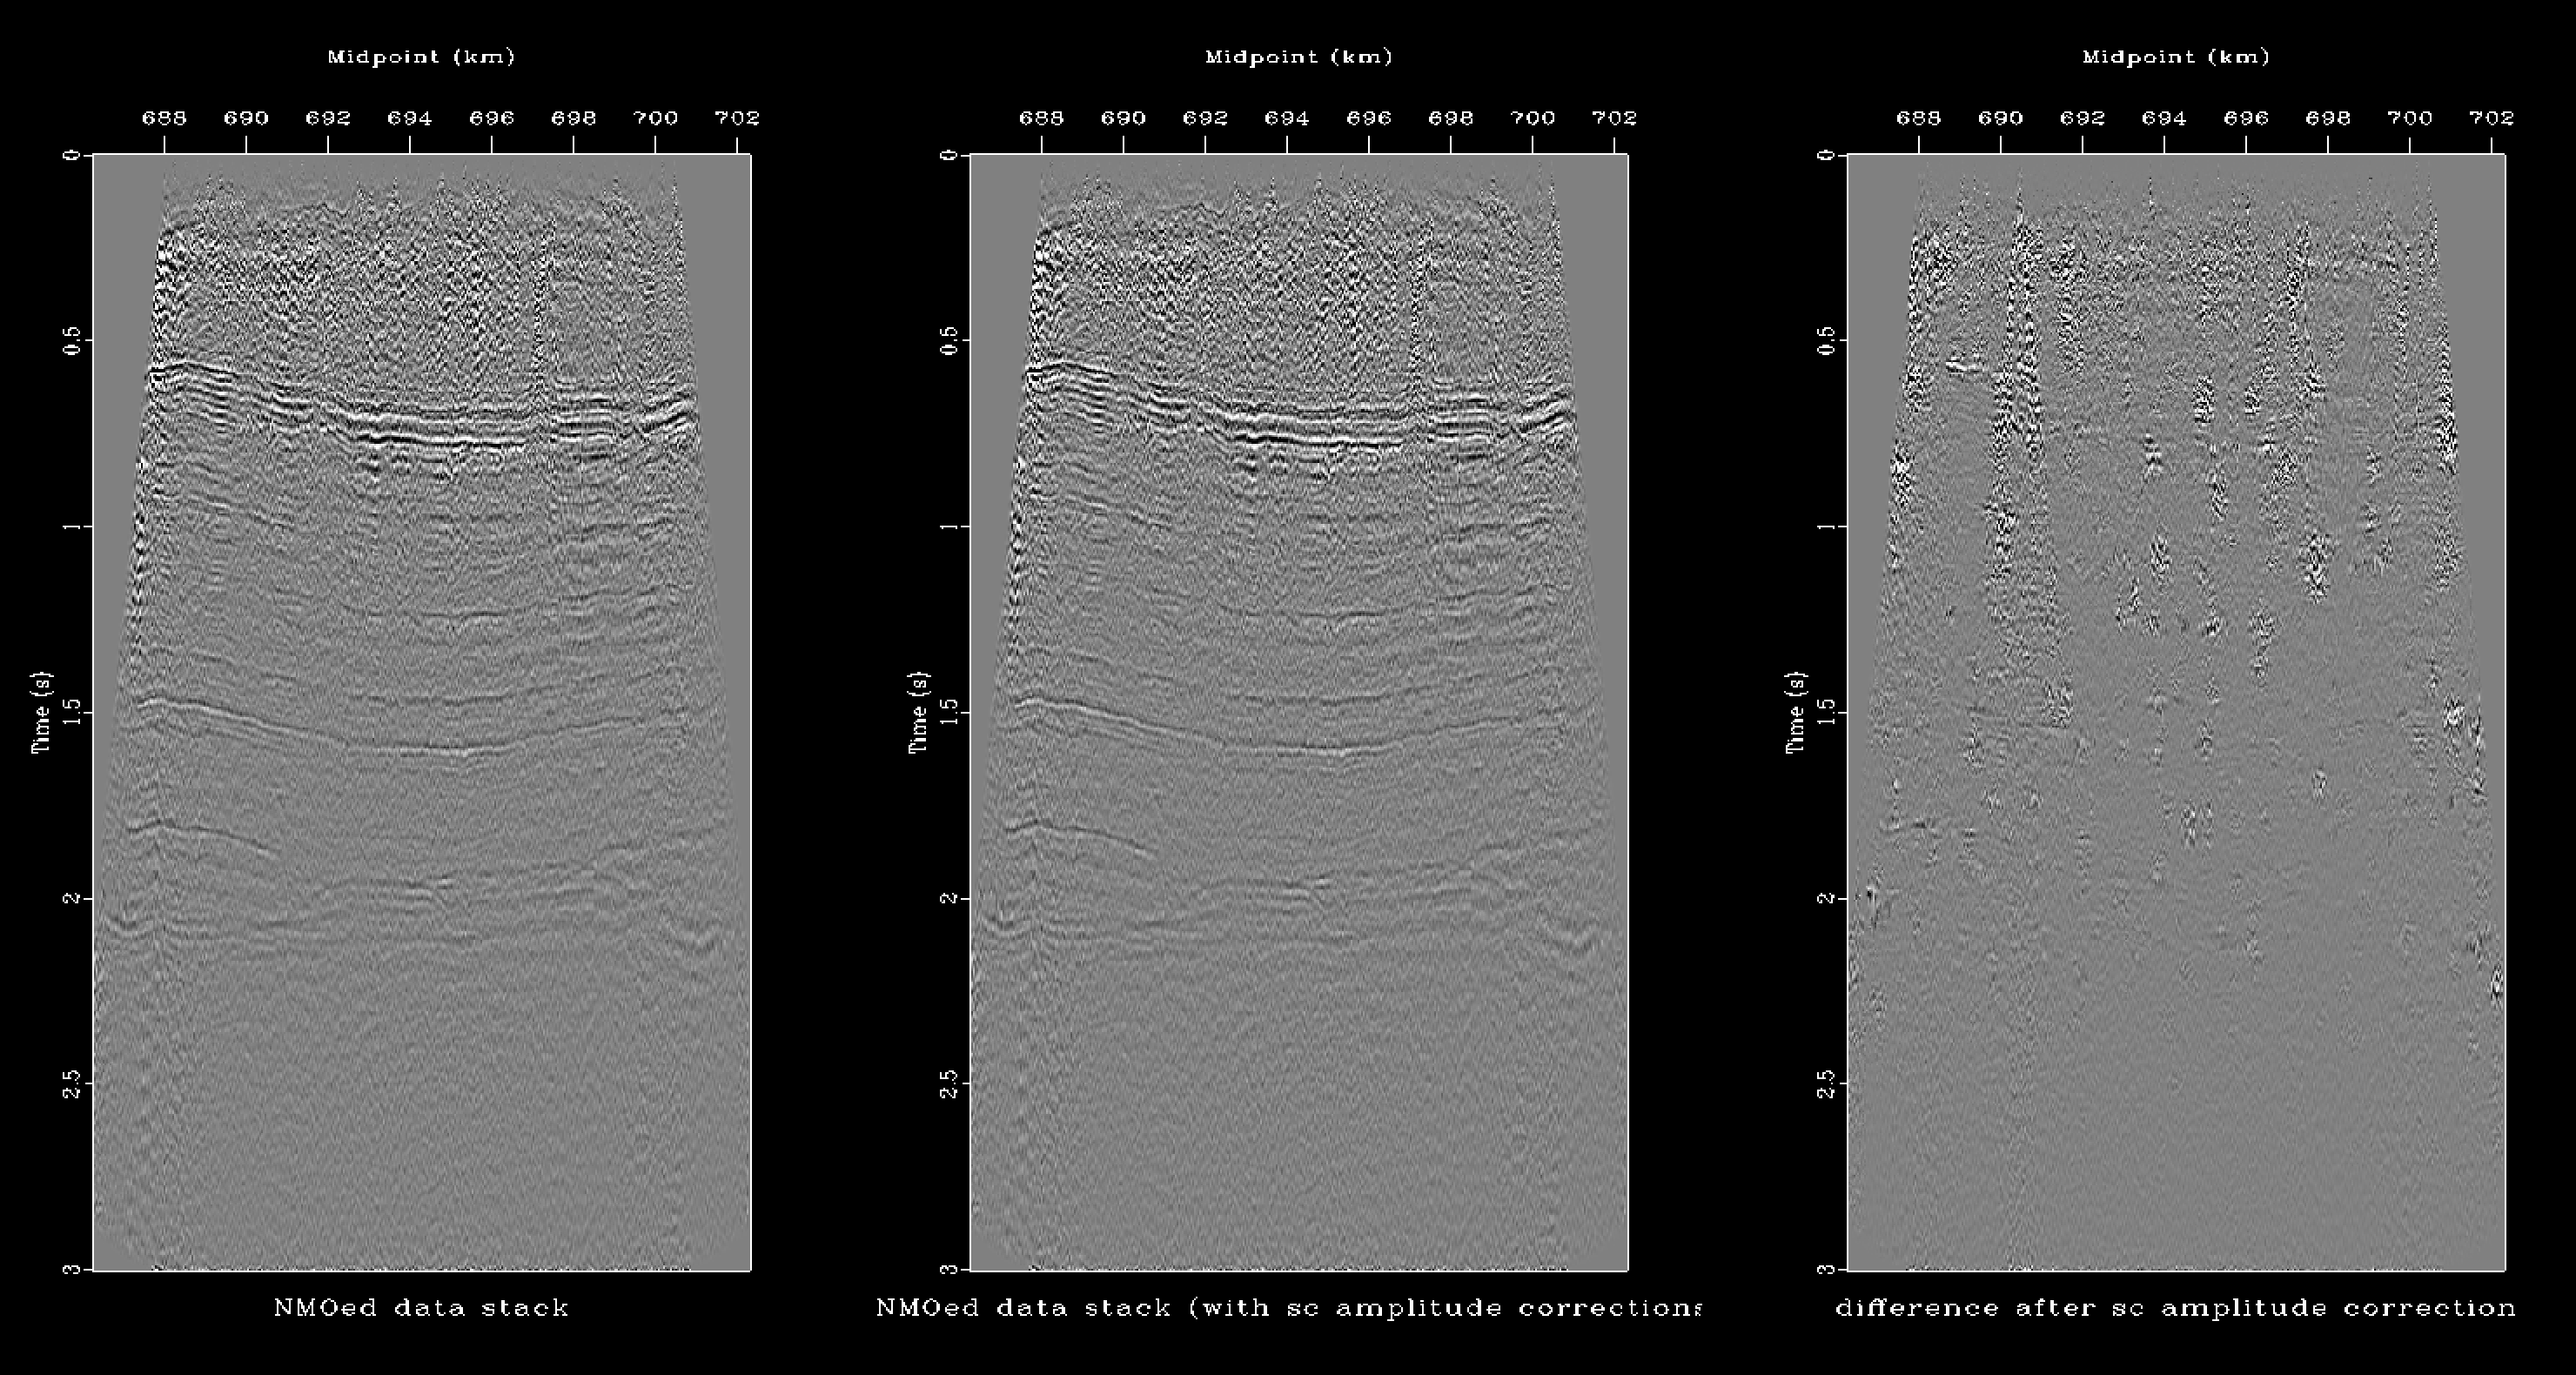 Midpoint (km)
688 690 692 694 696 698 700 702
0
0.5
1
1.5
2
2.5
3
Time (s)
NMOed data stack
Midpoint (km)
688 690 692 694 696 698 700 702
0
0.5
1
1.5
2
2.5
3
Time (s)
NMOed data stack (with sc amplitude corrections
Midpoint (km)
688 690 692 694 696 698 700 702
0
0.5
1
1.5
2
2.5
3
Time (s)
difference after sc amplitude correction